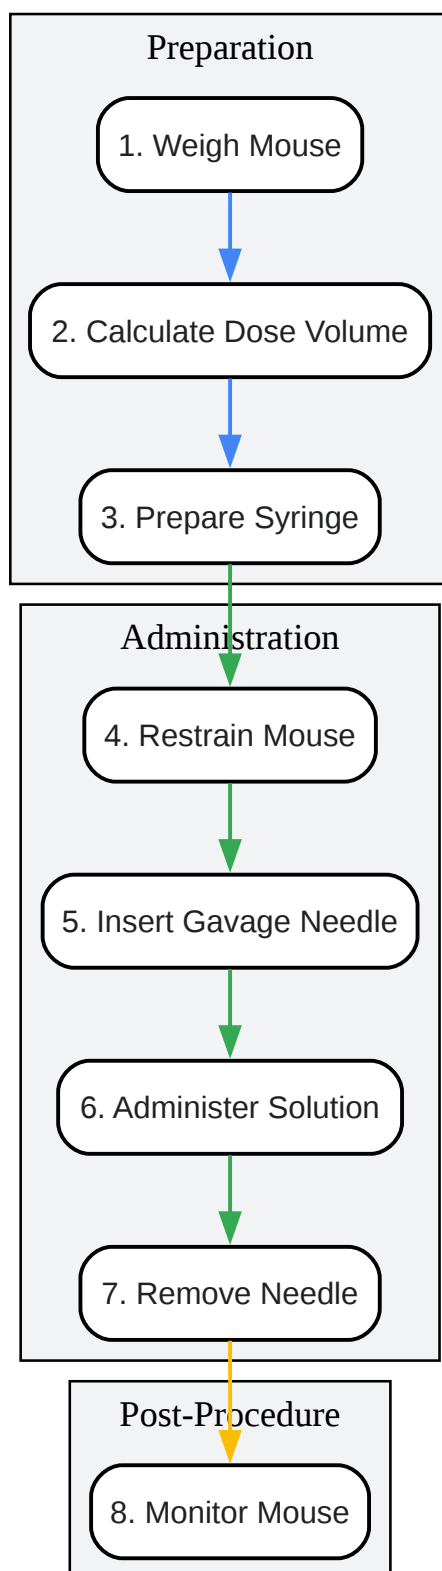 Preparation
1. Weigh Mouse
2. Calculate Dose Volume
3. Prepare Syringe
Administration
4. Restrain Mouse
5. Insert Gavage Needle
6. Administer Solution
7. Remove Needle
Post-Procedure
8. Monitor Mouse